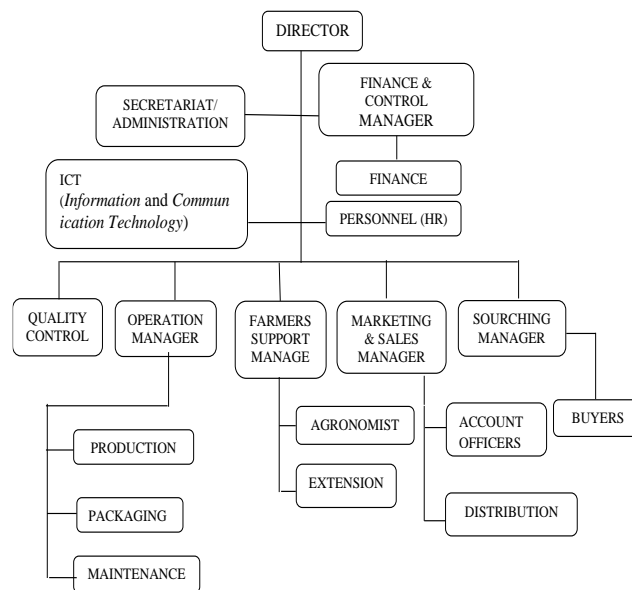 DIRECTOR
FINANCE &
CONTROL
MANAGER
SECRETARIAT/
ADMINISTRATION
FINANCE
ICT
(Information and Commun
ication Technology)
PERSONNEL (HR)
QUALITY
CONTROL
OPERATION
MANAGER
FARMERS
SUPPORT
MANAGE
MARKETING
& SALES
MANAGER
SOURCHING
MANAGER
AGRONOMIST
ACCOUNT
OFFICERS
BUYERS
PRODUCTION
EXTENSION
PACKAGING
DISTRIBUTION
MAINTENANCE